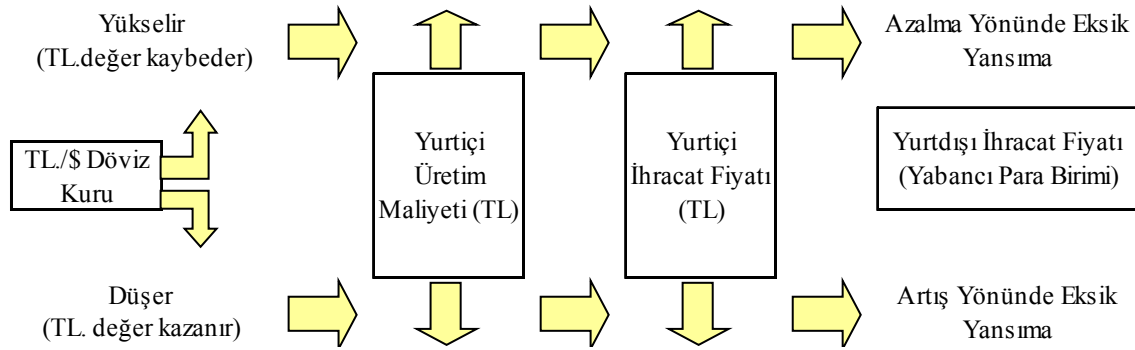 Yükselir
(TL.değer kaybeder)
Azalma Yönünde Eksik
Yansıma
TL./$ Döviz
Kuru
Yurtiçi
Üretim
Maliyeti (TL)
Yurtiçi
İhracat Fiyatı
(TL)
Yurtdışı İhracat Fiyatı
(Yabancı Para Birimi)
Düşer
(TL. değer kazanır)
Artış Yönünde Eksik
Yansıma